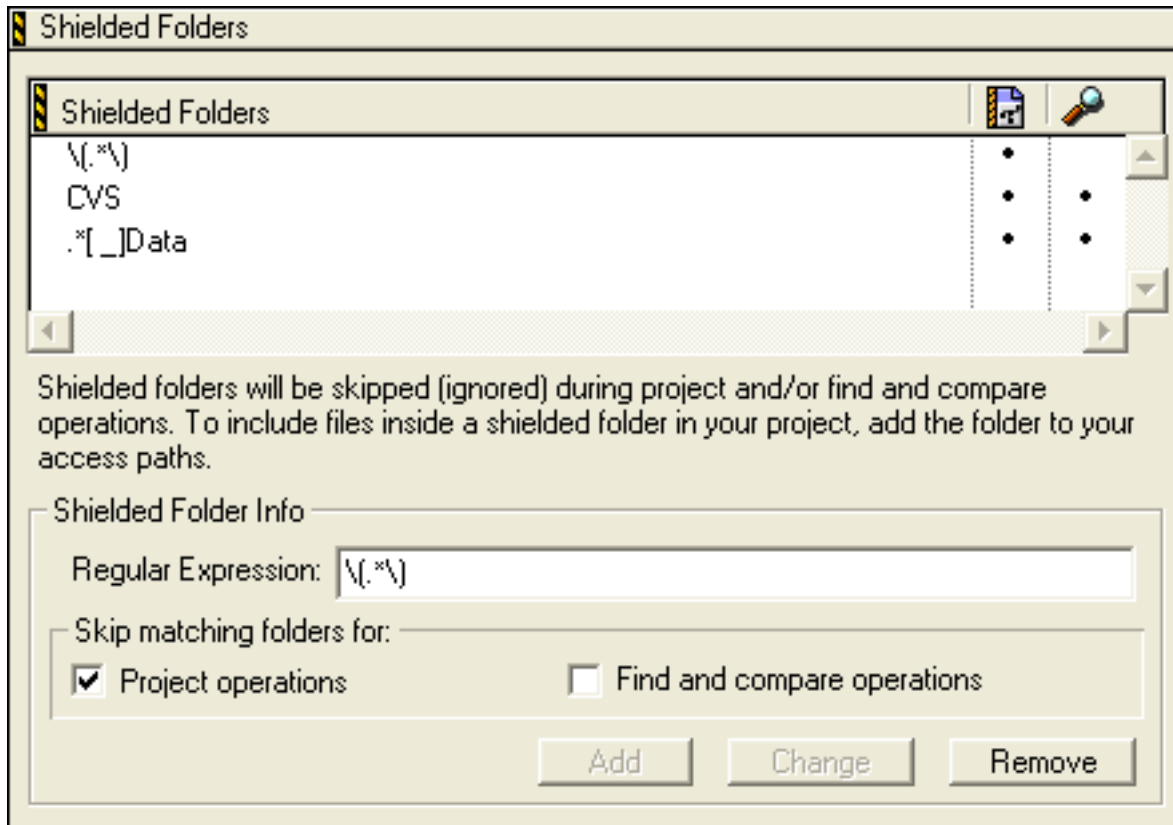 Shielded Folders
Shielded Folders
\(.*\)
CVS
.*[ _]Data
Shielded folders will be skipped (ignored) during project and/or find and compare
operations. To include files inside a shielded folder in your project, add the folder to your
access paths.
Shielded Folder Info
Regular Expression: \(.*\)
Skip matching folders for:
Project operations Find and compare operations
Add Change Remove